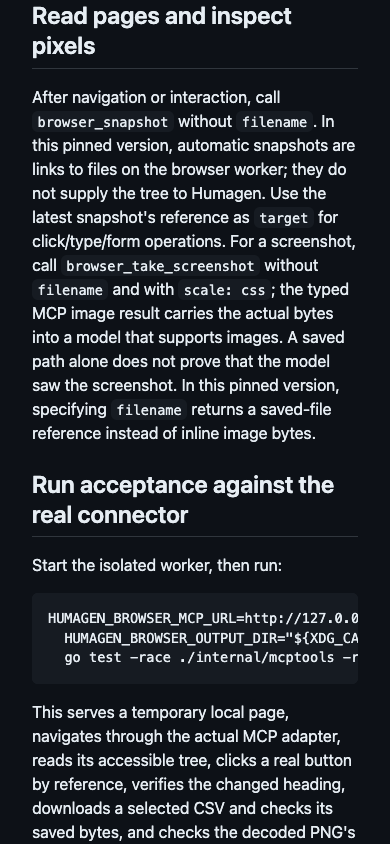 Read pages and inspect
pixels
After navigation or interaction, call
browser_snapshot without filename. In
this pinned version, automatic snapshots are
links to files on the browser worker; they do
not supply the tree to Humagen. Use the
latest snapshot's reference as target for
click/type/form operations. For a screenshot,
call browser_take_screenshot without
filename and with scale: css; the typed
MCP image result carries the actual bytes
into a model that supports images. A saved
path alone does not prove that the model
saw the screenshot. In this pinned version,
specifying filename returns a saved-file
reference instead of inline image bytes.
Run acceptance against the
real connector
Start the isolated worker, then run:
HUMAGEN_BROWSER_MCP_URL=http://127.0.0
HUMAGEN_BROWSER_OUTPUT_DIR="${XDG_CA
go test -race ./internal/mcptools -r
This serves a temporary local page,
navigates through the actual MCP adapter,
reads its accessible tree, clicks a real button
by reference, verifies the changed heading,
downloads a selected CSV and checks its
saved bytes, and checks the decoded PNG's